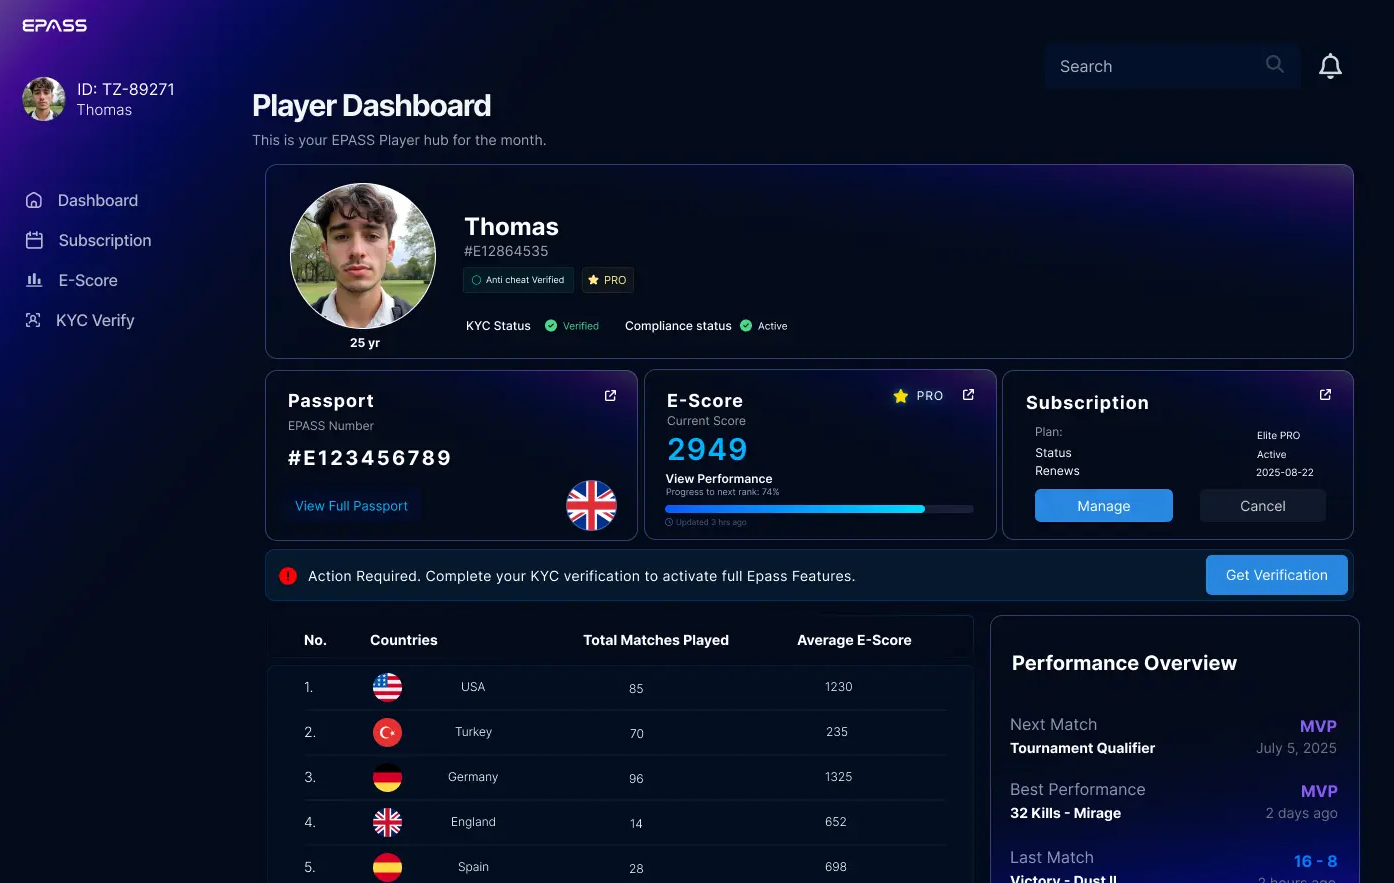 EPASS
ID: TZ-89271
Thomas
Dashboard
Subscription
E-Score
KYC Verify
Search
Player Dashboard
This is your EPASS Player hub for the month.
Thomas
#E12864535
Anti cheat Verified
PRO
KYC Status Verified Compliance status Active
25 yr
Passport
EPASS Number
#E123456789
View Full Passport
E-Score
PRO
Current Score
2949
View Performance
Progress to next rank: 74%
Updated 3 hrs ago
Subscription
Plan: Elite PRO
Status Active
Renews 2025-08-22
Manage Cancel
Action Required. Complete your KYC verification to activate full Epass Features.
Get Verification
No. Countries Total Matches Played Average E-Score
1. USA 85 1230
2. Turkey 70 235
3. Germany 96 1325
4. England 14 652
5. Spain 28 698
Performance Overview
Next Match MVP
Tournament Qualifier July 5, 2025
Best Performance MVP
32 Kills - Mirage 2 days ago
Last Match 16 - 8
Victory - Dust II 2 hours ago